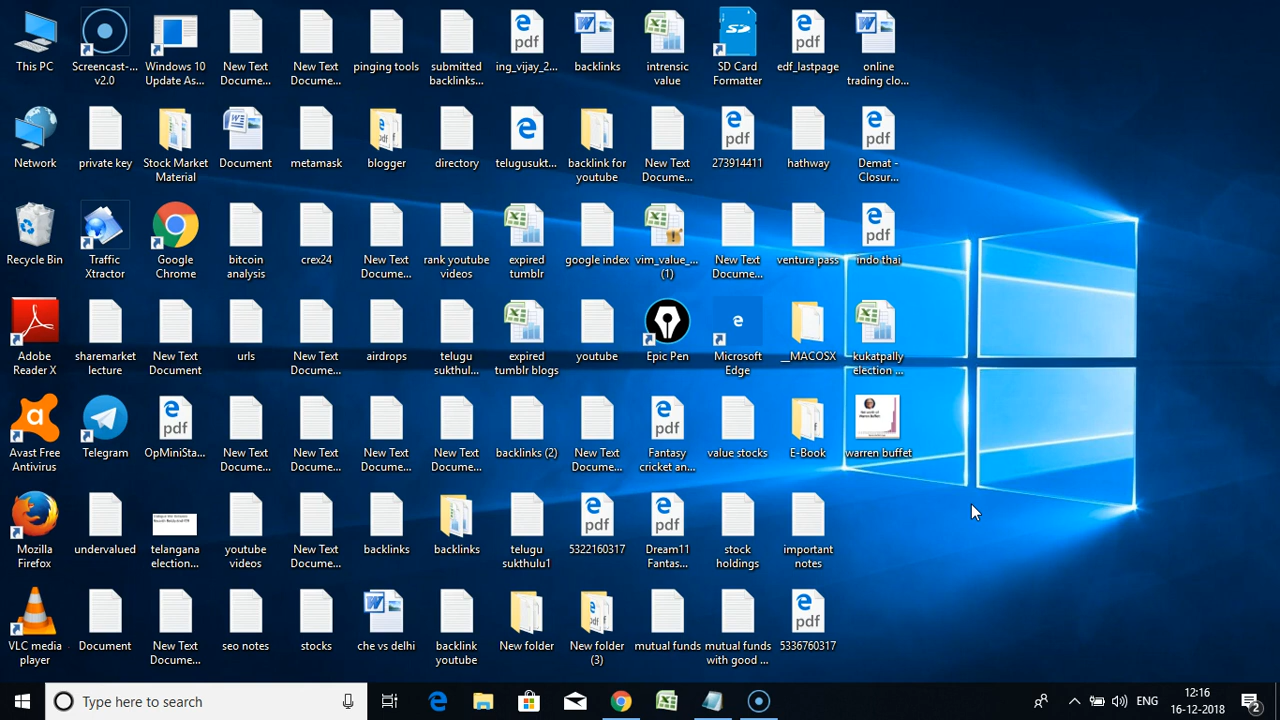 This PC
Screencast-...
v2.0
Windows 10
Update As...
New Text
Docume...
New Text
Docume...
pinging tools
submitted
backlinks...
ing_vijay_2...
backlinks
intrensic
value
SD Card
Formatter
edf_lastpage
online
trading clo...
Network
private key
Stock Market
Material
Document
metamask
blogger
directory
telugusukt...
backlink for
youtube
New Text
Docume...
273914411
hathway
Demat -
Closur...
Recycle Bin
Traffic
Xtractor
Google
Chrome
bitcoin
analysis
crex24
New Text
Docume...
rank youtube
videos
expired
tumblr
google index
vim_value_...
(1)
New Text
Docume...
ventura pass
indo thai
Adobe
Reader X
sharemarket
lecture
New Text
Document
urls
New Text
Docume...
airdrops
telugu
sukthul...
expired
tumblr blogs
youtube
Epic Pen
Microsoft
Edge
__MACOSX
kukatpally
election ...
Avast Free
Antivirus
Telegram
OpMiniSta...
New Text
Docume...
New Text
Docume...
New Text
Docume...
New Text
Docume...
backlinks (2)
New Text
Docume...
Fantasy
cricket an...
value stocks
E-Book
warren buffet
Mozilla
Firefox
undervalued
telangana
election...
youtube
videos
New Text
Docume...
backlinks
backlinks
telugu
sukthulu1
5322160317
Dream11
Fantas...
stock
holdings
important
notes
VLC media
player
Document
New Text
Docume...
seo notes
stocks
che vs delhi
backlink
youtube
New folder
New folder
(3)
mutual funds
mutual funds
with good ...
5336760317
Type here to search
ENG
12:16
16-12-2018
2